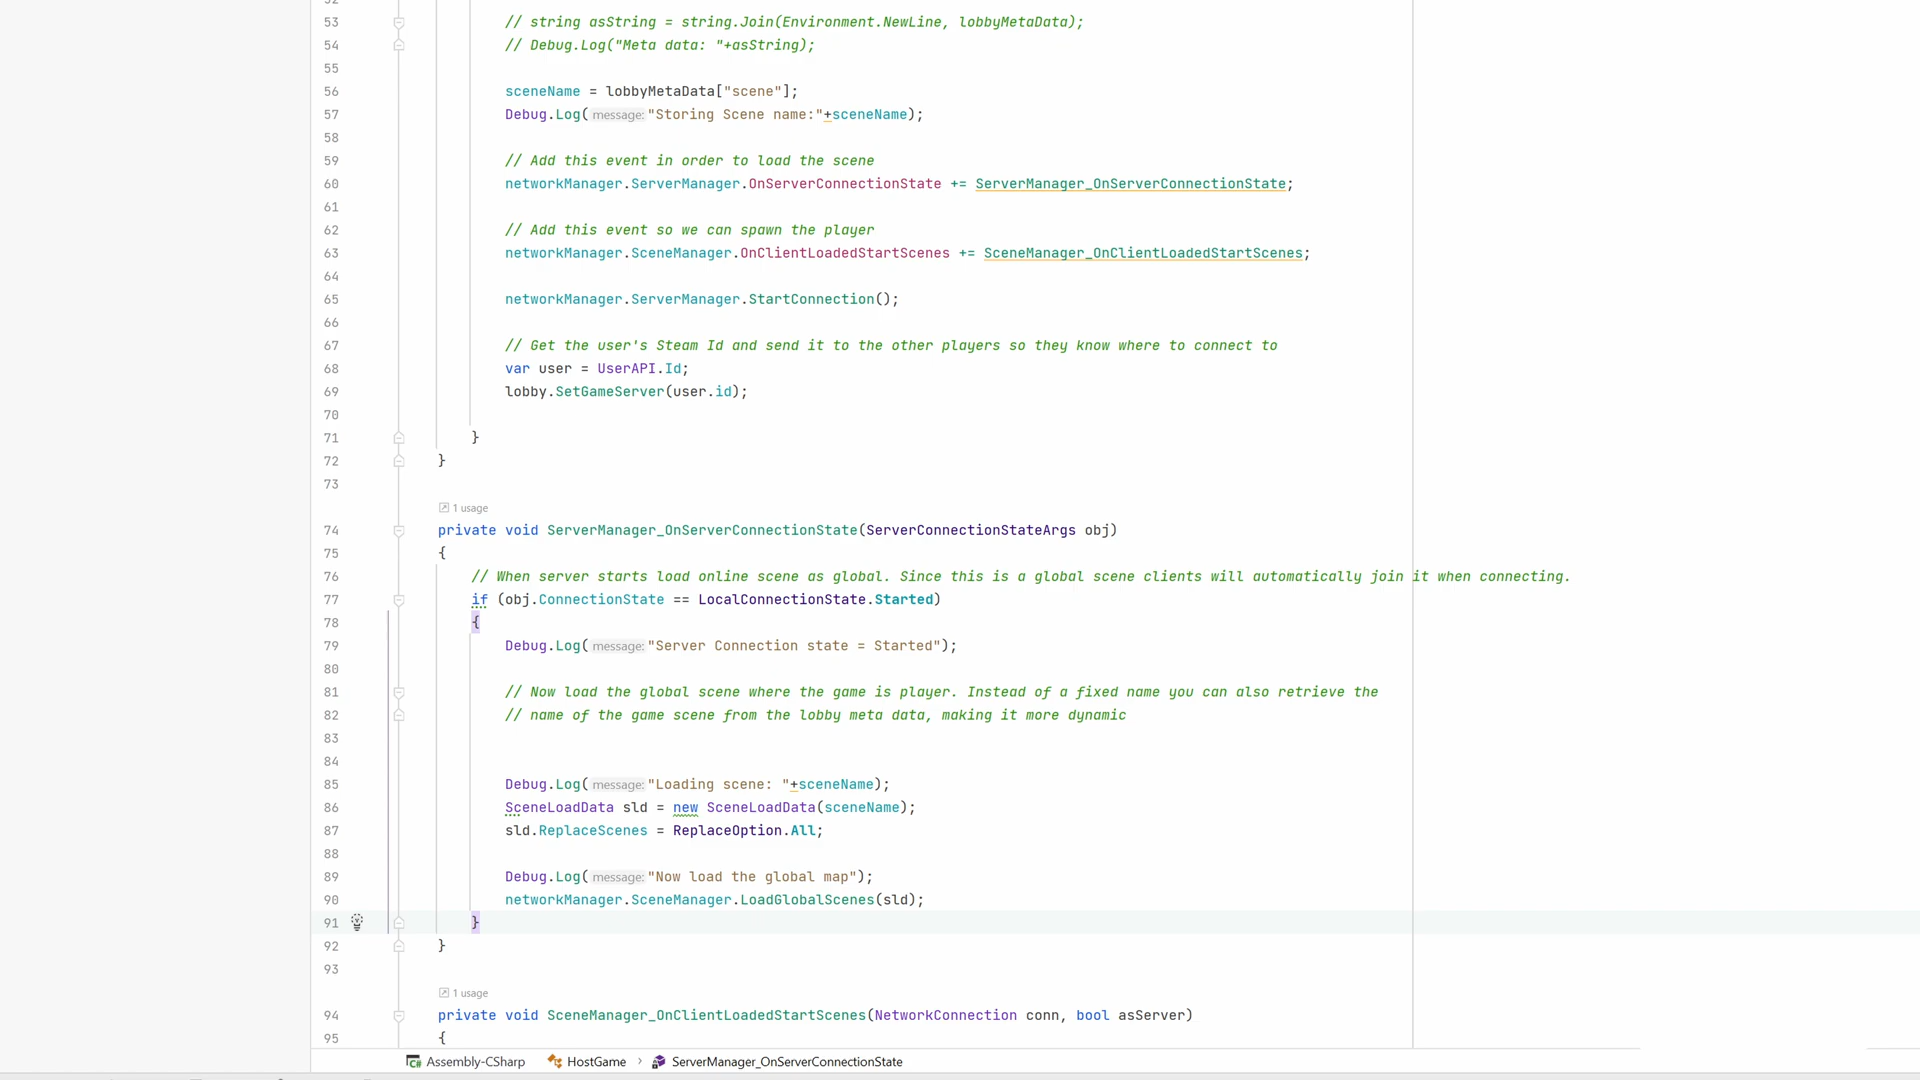 53 // string asString = string.Join(Environment.NewLine, lobbyMetaData);
54 // Debug.Log("Meta data: "+asString);
55
56 sceneName = lobbyMetaData["scene"];
57 Debug.Log( message: "Storing Scene name:"+sceneName);
58
59 // Add this event in order to load the scene
60 networkManager.ServerManager.OnServerConnectionState += ServerManager_OnServerConnectionState;
61
62 // Add this event so we can spawn the player
63 networkManager.SceneManager.OnClientLoadedStartScenes += SceneManager_OnClientLoadedStartScenes;
64
65 networkManager.ServerManager.StartConnection();
66
67 // Get the user's Steam Id and send it to the other players so they know where to connect to
68 var user = UserAPI.Id;
69 lobby.SetGameServer(user.id);
70
71 }
72 }
73
1 usage
74 private void ServerManager_OnServerConnectionState(ServerConnectionStateArgs obj)
75 {
76 // When server starts load online scene as global. Since this is a global scene clients will automatically join it when connecting.
77 if (obj.ConnectionState == LocalConnectionState.Started)
78 {
79 Debug.Log( message: "Server Connection state = Started");
80
81 // Now load the global scene where the game is player. Instead of a fixed name you can also retrieve the
82 // name of the game scene from the lobby meta data, making it more dynamic
83
84
85 Debug.Log( message: "Loading scene: "+sceneName);
86 SceneLoadData sld = new SceneLoadData(sceneName);
87 sld.ReplaceScenes = ReplaceOption.All;
88
89 Debug.Log( message: "Now load the global map");
90 networkManager.SceneManager.LoadGlobalScenes(sld);
91 }
92 }
93
1 usage
94 private void SceneManager_OnClientLoadedStartScenes(NetworkConnection conn, bool asServer)
95 {
Assembly-CSharp HostGame › ServerManager_OnServerConnectionState